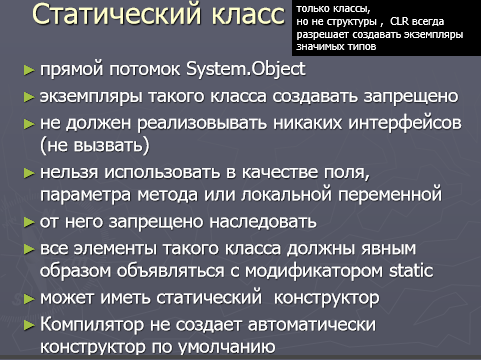 Статический класс
только классы,
но не структуры , CLR всегда
разрешает создавать экземпляры
значимых типов
прямой потомок System.Object
экземпляры такого класса создавать запрещено
не должен реализовывать никаких интерфейсов
(не вызвать)
нельзя использовать в качестве поля,
параметра метода или локальной переменной
от него запрещено наследовать
все элементы такого класса должны явным
образом объявляться с модификатором static
может иметь статический конструктор
Компилятор не создает автоматически
конструктор по умолчанию